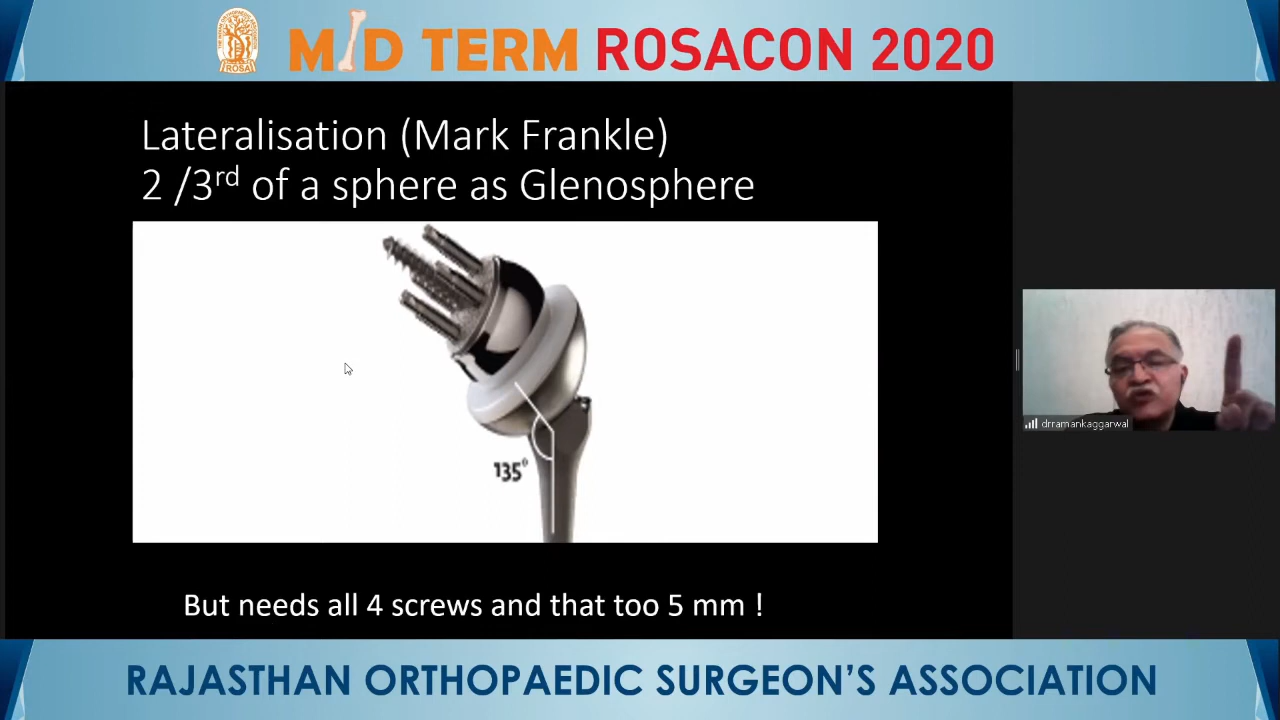 MID TERM ROSACON 2020
Lateralisation (Mark Frankle)
2 /3rd of a sphere as Glenosphere
135°
But needs all 4 screws and that too 5 mm !
drramankaggarwal
ROSA
RAJASTHAN ORTHOPAEDIC SURGEON'S ASSOCIATION